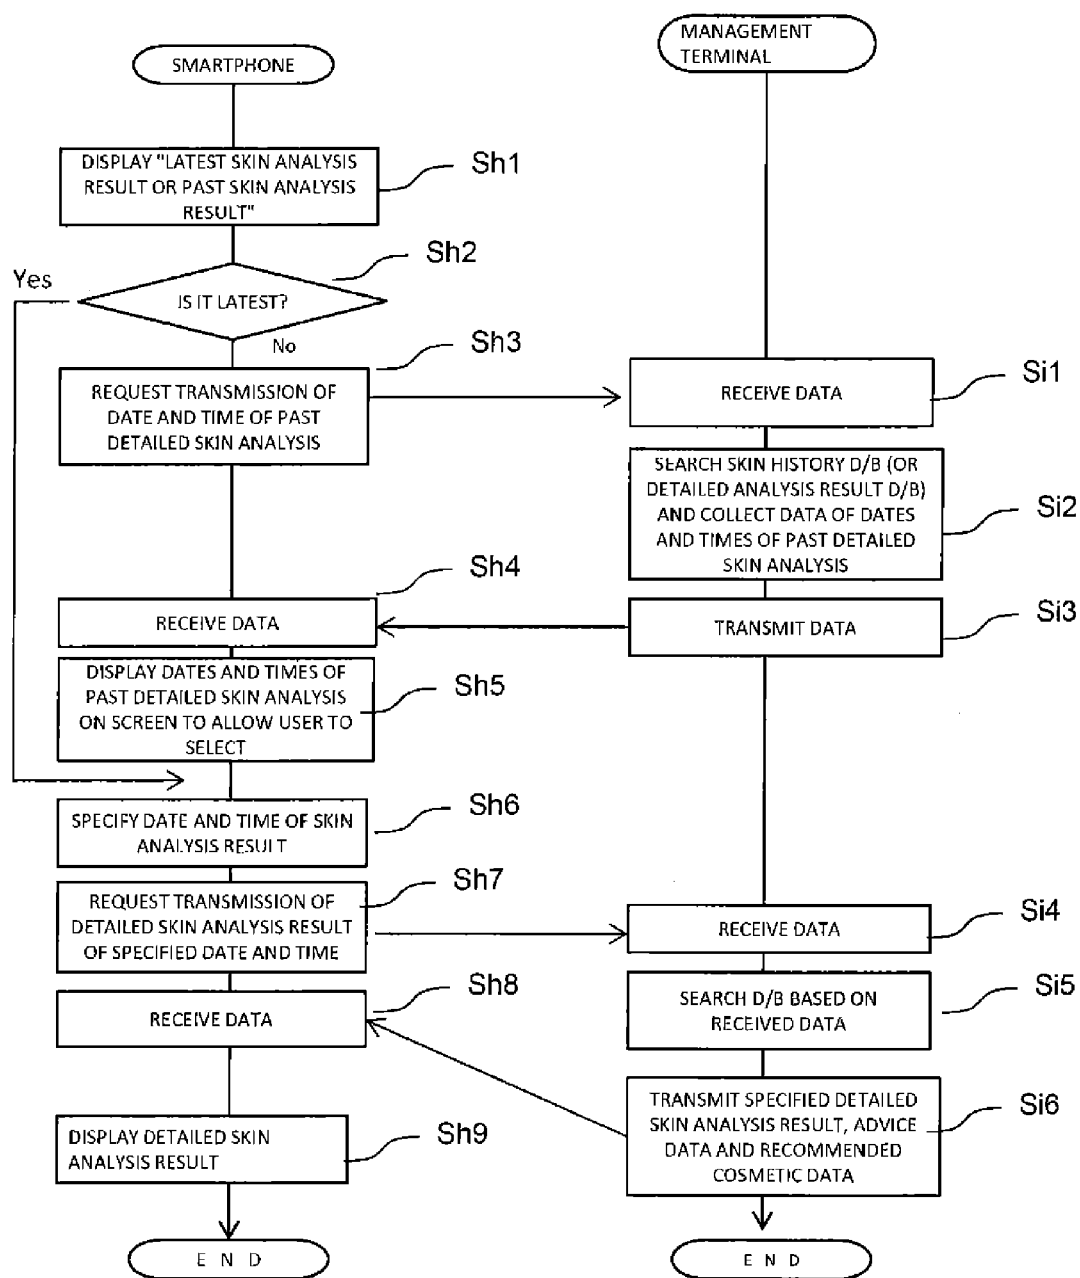 MANAGEMENT
TERMINAL
SMARTPHONE
DISPLAY "LATEST SKIN ANALYSIS
RESULT OR PAST SKIN ANALYSIS
RESULT"
Sh1
Sh2
Yes
IS IT LATEST?
No
Sh3
REQUEST TRANSMISSION OF
DATE AND TIME OF PAST
DETAILED SKIN ANALYSIS
RECEIVE DATA
Si1
SEARCH SKIN HISTORY D/B (OR
DETAILED ANALYSIS RESULT D/B)
AND COLLECT DATA OF DATES
AND TIMES OF PAST DETAILED
SKIN ANALYSIS
Si2
Sh4
RECEIVE DATA
TRANSMIT DATA
Si3
DISPLAY DATES AND TIMES OF
PAST DETAILED SKIN ANALYSIS
ON SCREEN TO ALLOW USER TO
SELECT
Sh5
SPECIFY DATE AND TIME OF SKIN
ANALYSIS RESULT
Sh6
REQUEST TRANSMISSION OF
DETAILED SKIN ANALYSIS RESULT
OF SPECIFIED DATE AND TIME
Sh7
RECEIVE DATA
Si4
RECEIVE DATA
Sh8
SEARCH D/B BASED ON
RECEIVED DATA
Si5
TRANSMIT SPECIFIED DETAILED
SKIN ANALYSIS RESULT, ADVICE
DATA AND RECOMMENDED
COSMETIC DATA
Si6
DISPLAY DETAILED SKIN
ANALYSIS RESULT
Sh9
E N D
E N D